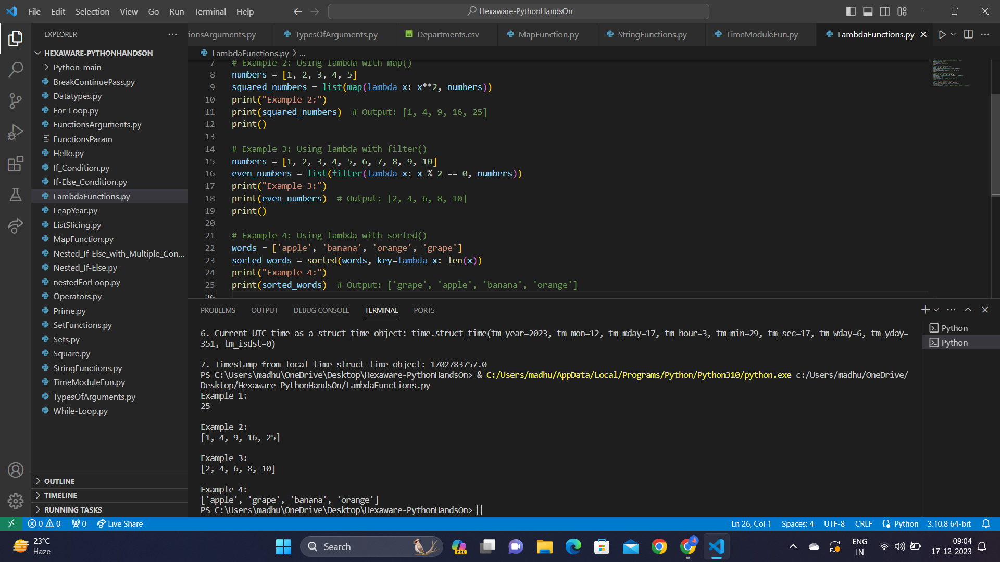 File Edit Selection View Go Run Terminal Help
Hexaware-PythonHandsOn
EXPLORER
ionsArguments.py TypesOfArguments.py Departments.csv MapFunction.py StringFunctions.py TimeModuleFun.py LambdaFunctions.py
LambdaFunctions.py > ...
HEXAWARE-PYTHONHANDSON
Python-main
BreakContinuePass.py
Datatypes.py
For-Loop.py
FunctionsArguments.py
FunctionsParam
Hello.py
If_Condition.py
If-Else_Condition.py
LambdaFunctions.py
LeapYear.py
ListSlicing.py
MapFunction.py
Nested_If-Else_with_Multiple_Con...
Nested_If-Else.py
nestedForLoop.py
Operators.py
Prime.py
SetFunctions.py
Sets.py
Square.py
StringFunctions.py
TimeModuleFun.py
TypesOfArguments.py
While-Loop.py
OUTLINE
TIMELINE
RUNNING TASKS
7 # Example 2: Using lambda with map()
8 numbers = [1, 2, 3, 4, 5]
9 squared_numbers = list(map(lambda x: x**2, numbers))
10 print("Example 2:")
11 print(squared_numbers)  # Output: [1, 4, 9, 16, 25]
12 print()
13
14 # Example 3: Using lambda with filter()
15 numbers = [1, 2, 3, 4, 5, 6, 7, 8, 9, 10]
16 even_numbers = list(filter(lambda x: x % 2 == 0, numbers))
17 print("Example 3:")
18 print(even_numbers)  # Output: [2, 4, 6, 8, 10]
19 print()
20
21 # Example 4: Using lambda with sorted()
22 words = ['apple', 'banana', 'orange', 'grape']
23 sorted_words = sorted(words, key=lambda x: len(x))
24 print("Example 4:")
25 print(sorted_words)  # Output: ['grape', 'apple', 'banana', 'orange']
26
PROBLEMS OUTPUT DEBUG CONSOLE TERMINAL PORTS
6. Current UTC time as a struct_time object: time.struct_time(tm_year=2023, tm_mon=12, tm_mday=17, tm_hour=3, tm_min=29, tm_sec=17, tm_wday=6, tm_yday=
351, tm_isdst=0)
7. Timestamp from local time struct_time object: 1702783757.0
PS C:\Users\madhu\OneDrive\Desktop\Hexaware-PythonHandsOn> & C:/Users/madhu/AppData/Local/Programs/Python/Python310/python.exe c:/Users/madhu/OneDrive/
Desktop/Hexaware-PythonHandsOn/LambdaFunctions.py
Example 1:
25
Example 2:
[1, 4, 9, 16, 25]
Example 3:
[2, 4, 6, 8, 10]
Example 4:
['apple', 'grape', 'banana', 'orange']
PS C:\Users\madhu\OneDrive\Desktop\Hexaware-PythonHandsOn>
Python
Python
0 0 0 Live Share Ln 26, Col 1 Spaces: 4 UTF-8 CRLF Python 3.10.8 64-bit
23°C
Haze
Search
PRE
ENG
IN
09:04
17-12-2023